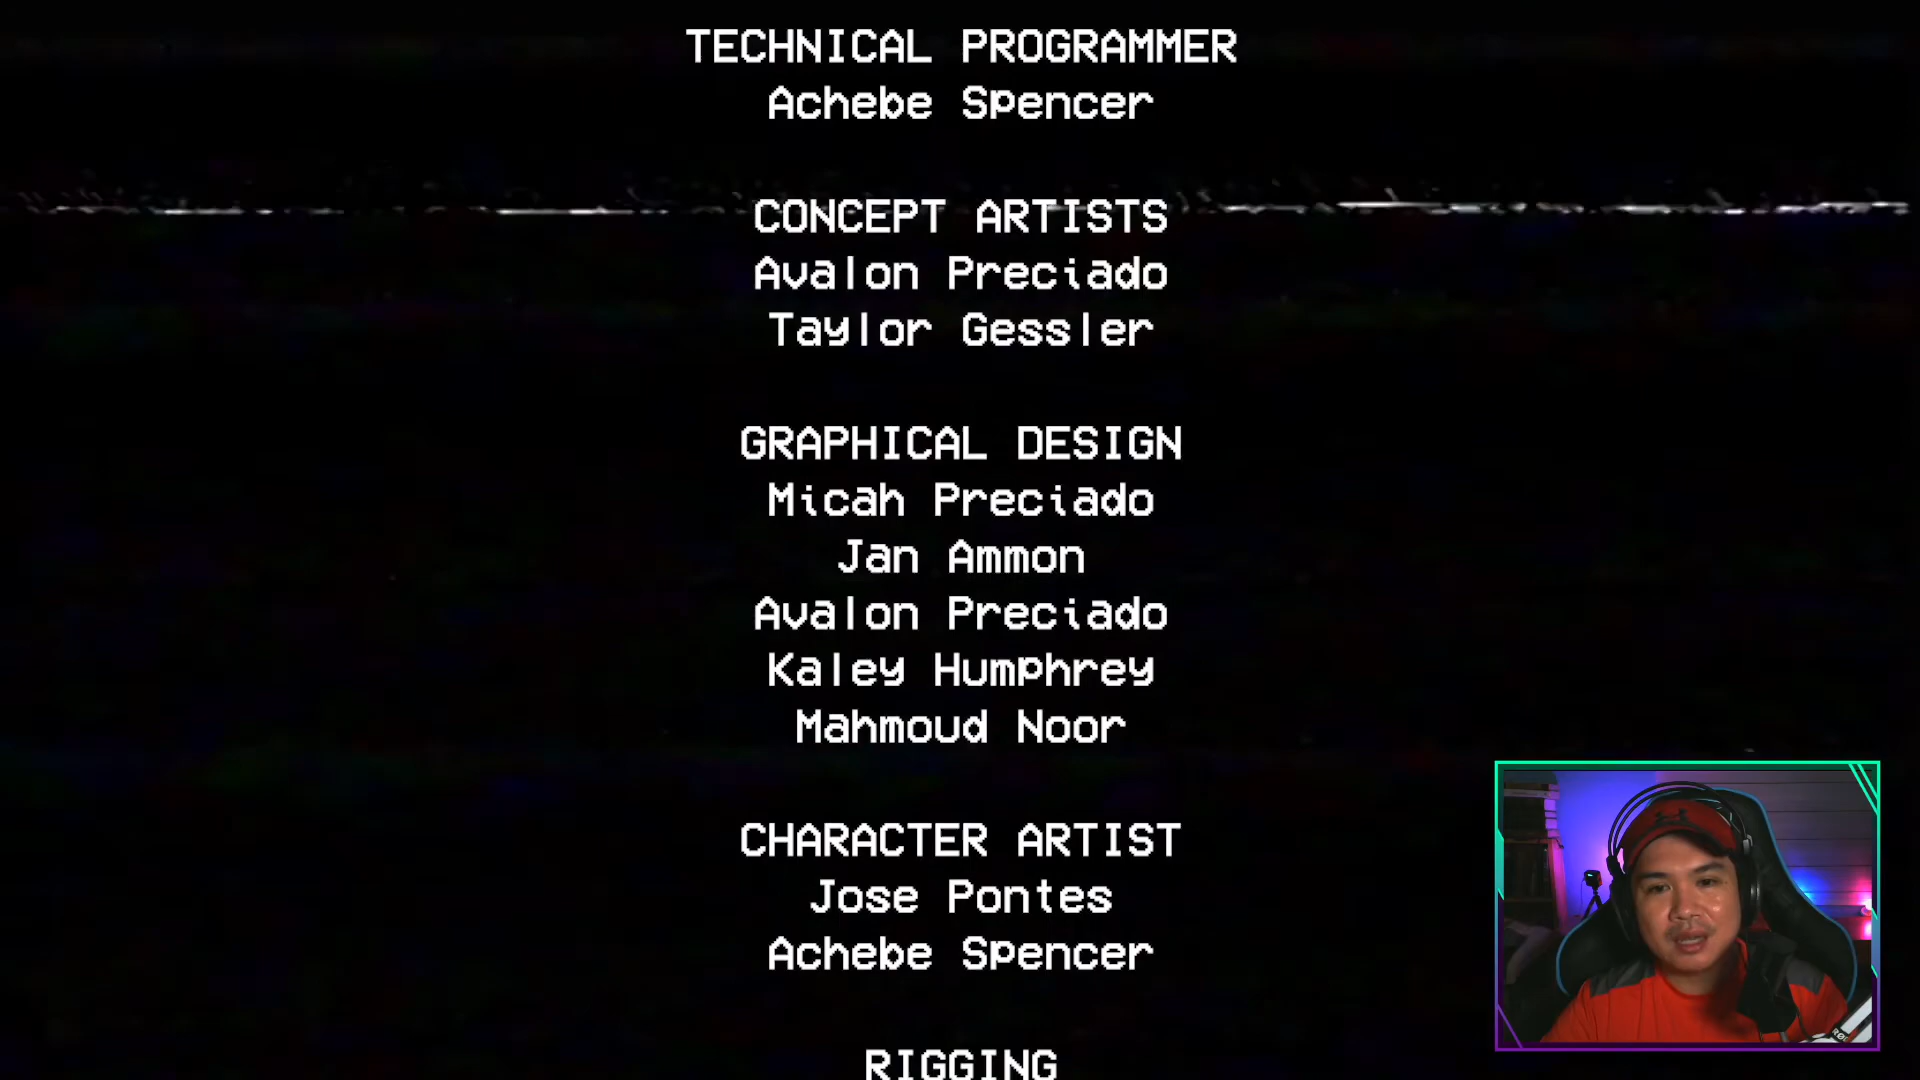 TECHNICAL PROGRAMMER
Achebe Spencer
CONCEPT ARTISTS
Avalon Preciado
Taylor Gessler
GRAPHICAL DESIGN
Micah Preciado
Jan Ammon
Avalon Preciado
Kaley Humphrey
Mahmoud Noor
CHARACTER ARTIST
Jose Pontes
Achebe Spencer
RIGGING